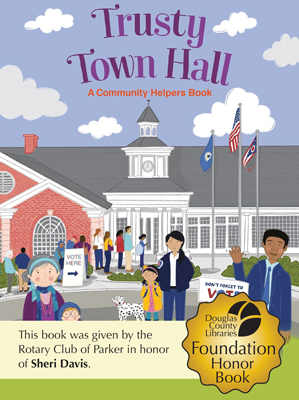 Trusty
Town Hall
A Community Helpers Book
VOTE
HERE
DON'T FORGET TO
This book was given by the
Rotary Club of Parker in honor
of Sheri Davis.
Douglas County
Libraries
Foundation
Honor
Book